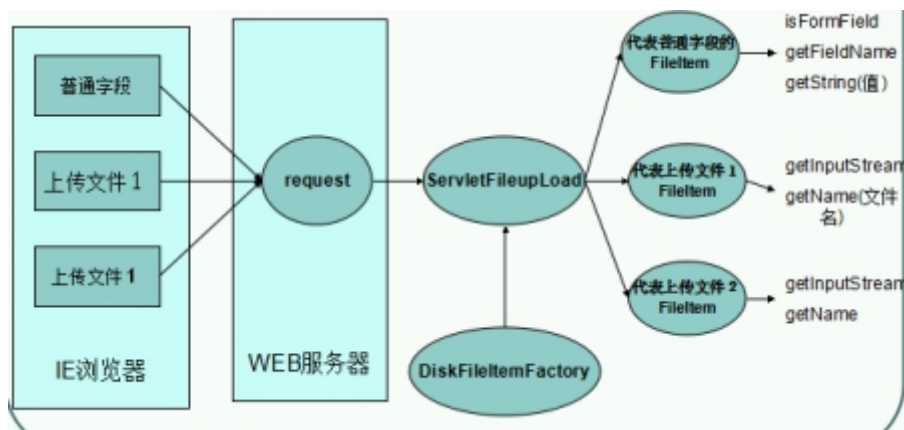 普通字段
上传文件 1
上传文件 1
IE浏览器
request
WEB服务器
ServletFileupLoad
DiskFileItemFactory
代表普通字段的
FileItem
isFormField
getFieldName
getString(值)
代表上传文件 1
FileItem
getInputStream
getName(文件
名)
代表上传文件 2
FileItem
getInputStream
getName